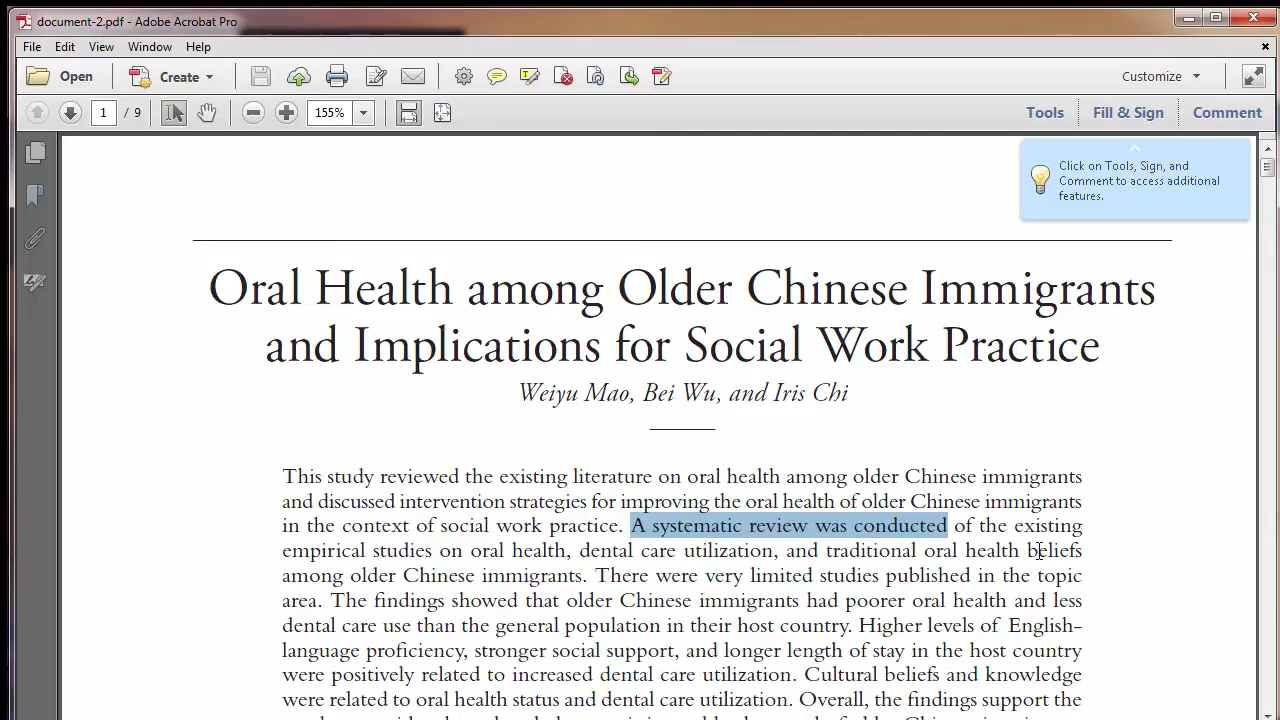 document-2.pdf - Adobe Acrobat Pro
File Edit View Window Help
Open Create Customize
1 / 9 155% Tools Fill & Sign Comment
Click on Tools, Sign, and
Comment to access additional
features.
Oral Health among Older Chinese Immigrants
and Implications for Social Work Practice
Weiyu Mao, Bei Wu, and Iris Chi
This study reviewed the existing literature on oral health among older Chinese immigrants
and discussed intervention strategies for improving the oral health of older Chinese immigrants
in the context of social work practice. A systematic review was conducted of the existing
empirical studies on oral health, dental care utilization, and traditional oral health beliefs
among older Chinese immigrants. There were very limited studies published in the topic
area. The findings showed that older Chinese immigrants had poorer oral health and less
dental care use than the general population in their host country. Higher levels of English-
language proficiency, stronger social support, and longer length of stay in the host country
were positively related to increased dental care utilization. Cultural beliefs and knowledge
were related to oral health status and dental care utilization. Overall, the findings support the